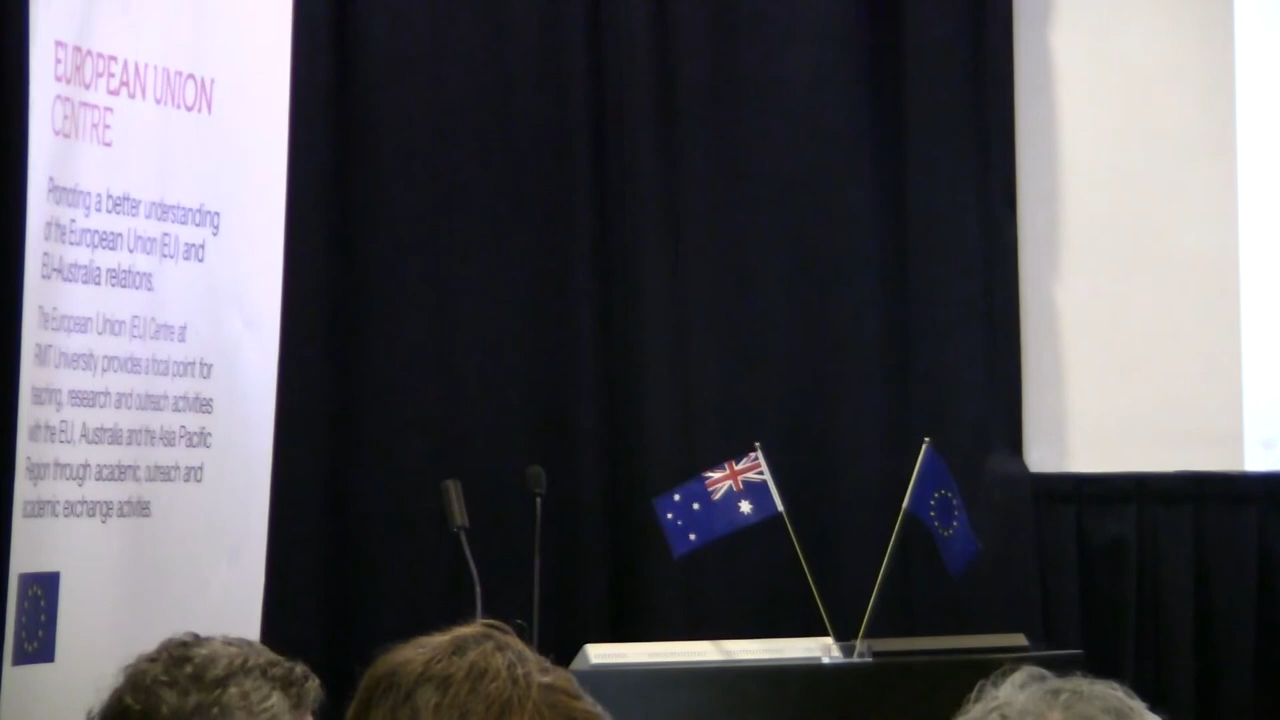 EUROPEAN UNION
CENTRE
Promoting a better understanding
of the European Union (EU) and
EU-Australia relations.
The European Union (EU) Centre at
RMIT University provides a focal point for
teaching, research and outreach activities
with the EU, Australia and the Asia Pacific
Region through academic, outreach and
academic exchange activities.